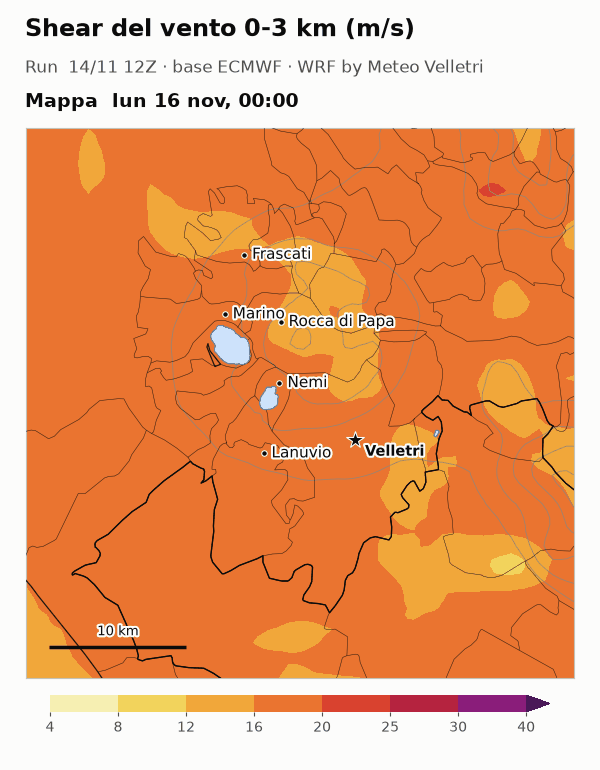 Shear del vento 0-3 km (m/s)
Run  14/11 12Z · base ECMWF · WRF by Meteo Velletri
Mappa  lun 16 nov, 00:00
Frascati
Marino
Rocca di Papa
Nemi
Velletri
Lanuvio
10 km
4 8 12 16 20 25 30 40